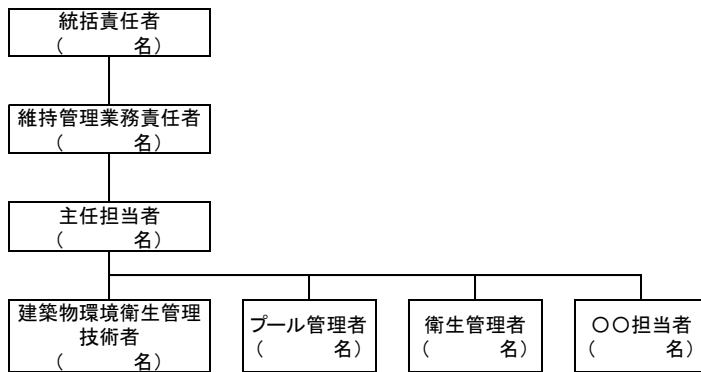 統括責任者
（　　　名）
維持管理業務責任者
（　　　名）
主任担当者
（　　　名）
建築物環境衛生管理
技術者
（　　　名）
プール管理者
（　　　名）
衛生管理者
（　　　名）
〇〇担当者
（　　　名）